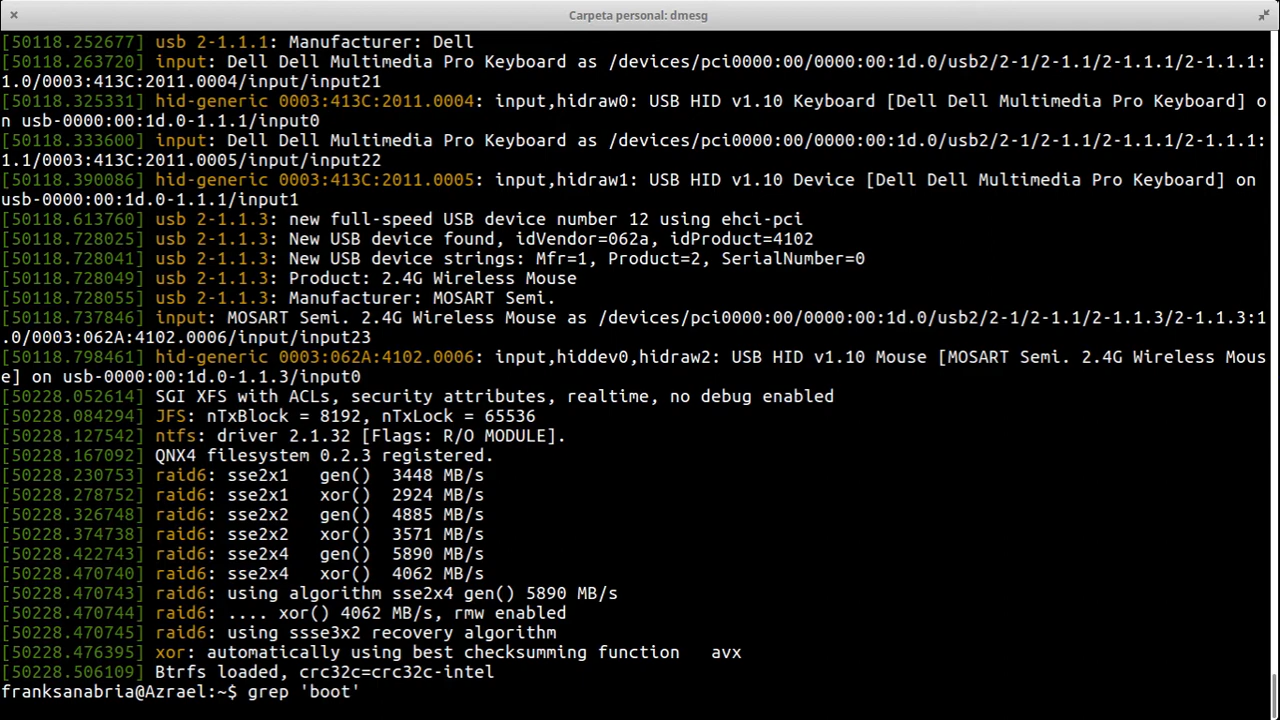 Carpeta personal: dmesg
[50118.252677] usb 2-1.1.1: Manufacturer: Dell
[50118.263720] input: Dell Dell Multimedia Pro Keyboard as /devices/pci0000:00/0000:00:1d.0/usb2/2-1/2-1.1/2-1.1.1/2-1.1.1:
1.0/0003:413C:2011.0004/input/input21
[50118.325331] hid-generic 0003:413C:2011.0004: input,hidraw0: USB HID v1.10 Keyboard [Dell Dell Multimedia Pro Keyboard] o
n usb-0000:00:1d.0-1.1.1/input0
[50118.333600] input: Dell Dell Multimedia Pro Keyboard as /devices/pci0000:00/0000:00:1d.0/usb2/2-1/2-1.1/2-1.1.1/2-1.1.1:
1.1/0003:413C:2011.0005/input/input22
[50118.390086] hid-generic 0003:413C:2011.0005: input,hidraw1: USB HID v1.10 Device [Dell Dell Multimedia Pro Keyboard] on
usb-0000:00:1d.0-1.1.1/input1
[50118.613760] usb 2-1.1.3: new full-speed USB device number 12 using ehci-pci
[50118.728025] usb 2-1.1.3: New USB device found, idVendor=062a, idProduct=4102
[50118.728041] usb 2-1.1.3: New USB device strings: Mfr=1, Product=2, SerialNumber=0
[50118.728049] usb 2-1.1.3: Product: 2.4G Wireless Mouse
[50118.728055] usb 2-1.1.3: Manufacturer: MOSART Semi.
[50118.737846] input: MOSART Semi. 2.4G Wireless Mouse as /devices/pci0000:00/0000:00:1d.0/usb2/2-1/2-1.1/2-1.1.3/2-1.1.3:1
.0/0003:062A:4102.0006/input/input23
[50118.798461] hid-generic 0003:062A:4102.0006: input,hiddev0,hidraw2: USB HID v1.10 Mouse [MOSART Semi. 2.4G Wireless Mous
e] on usb-0000:00:1d.0-1.1.3/input0
[50228.052614] SGI XFS with ACLs, security attributes, realtime, no debug enabled
[50228.084294] JFS: nTxBlock = 8192, nTxLock = 65536
[50228.127542] ntfs: driver 2.1.32 [Flags: R/O MODULE].
[50228.167092] QNX4 filesystem 0.2.3 registered.
[50228.230753] raid6: sse2x1   gen()  3448 MB/s
[50228.278752] raid6: sse2x1   xor()  2924 MB/s
[50228.326748] raid6: sse2x2   gen()  4885 MB/s
[50228.374738] raid6: sse2x2   xor()  3571 MB/s
[50228.422743] raid6: sse2x4   gen()  5890 MB/s
[50228.470740] raid6: sse2x4   xor()  4062 MB/s
[50228.470743] raid6: using algorithm sse2x4 gen() 5890 MB/s
[50228.470744] raid6: .... xor() 4062 MB/s, rmw enabled
[50228.470745] raid6: using ssse3x2 recovery algorithm
[50228.476395] xor: automatically using best checksumming function   avx
[50228.506109] Btrfs loaded, crc32c=crc32c-intel
franksanabria@Azrael:~$ grep 'boot'